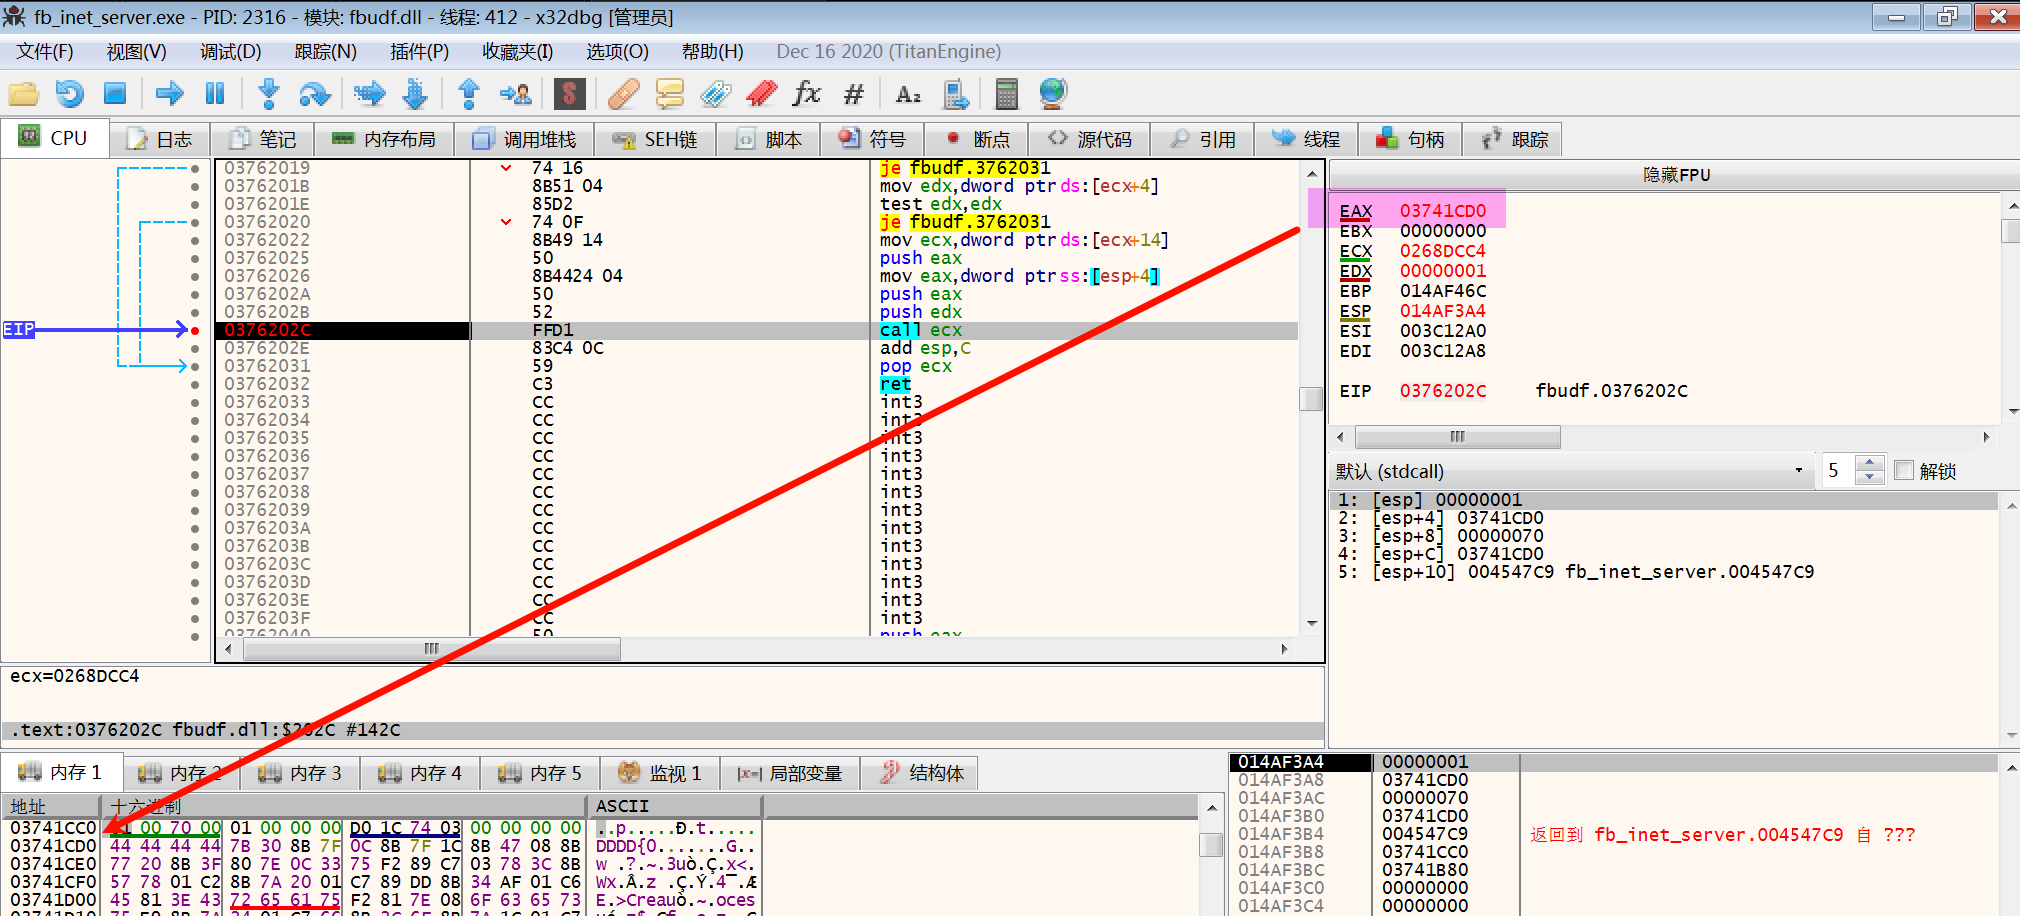 fb_inet_server.exe - PID: 2316 - 模块: fbudf.dll - 线程: 412 - x32dbg [管理员]
文件(F) 视图(V) 调试(D) 跟踪(N) 插件(P) 收藏夹(I) 选项(O) 帮助(H) Dec 16 2020 (TitanEngine)
CPU 日志 笔记 内存布局 调用堆栈 SEH链 脚本 符号 断点 源代码 引用 线程 句柄 跟踪
03762019 74 16 je fbudf.3762031
0376201B 8B51 04 mov edx,dword ptr ds:[ecx+4]
0376201E 85D2 test edx,edx
03762020 74 0F je fbudf.3762031
03762022 8B49 14 mov ecx,dword ptr ds:[ecx+14]
03762025 50 push eax
03762026 8B4424 04 mov eax,dword ptr ss:[esp+4]
0376202A 50 push eax
0376202B 52 push edx
EIP 0376202C FFD1 call ecx
0376202E 83C4 0C add esp,C
03762031 59 pop ecx
03762032 C3 ret
03762033 CC int3
03762034 CC int3
03762035 CC int3
03762036 CC int3
03762037 CC int3
03762038 CC int3
03762039 CC int3
0376203A CC int3
0376203B CC int3
0376203C CC int3
0376203D CC int3
0376203E CC int3
0376203F CC int3
03762040 50 push eax
隐藏FPU
EAX 03741CD0
EBX 00000000
ECX 0268DCC4
EDX 00000001
EBP 014AF46C
ESP 014AF3A4
ESI 003C12A0
EDI 003C12A8
EIP 0376202C fbudf.0376202C
默认 (stdcall) 5 解锁
1: [esp] 00000001
2: [esp+4] 03741CD0
3: [esp+8] 00000070
4: [esp+C] 03741CD0
5: [esp+10] 004547C9 fb_inet_server.004547C9
ecx=0268DCC4
.text:0376202C fbudf.dll:$202C #142C
内存 1 内存 2 内存 3 内存 4 内存 5 监视 1 局部变量 结构体
地址 十六进制 ASCII
03741CC0 00 70 00 01 00 00 00 D0 1C 74 03 00 00 00 00 ..p.....Ð.t.....
03741CD0 44 44 44 44 7B 30 8B 7F 0C 8B 7F 1C 8B 47 08 8B DDDD{0.......G..
03741CE0 77 20 8B 3F 80 7E 0C 33 75 F2 89 C7 03 78 3C 8B w .?.~.3uò.Ç.x<.
03741CF0 57 78 01 C2 8B 7A 20 01 C7 89 DD 8B 34 AF 01 C6 Wx.Â.z .Ç.Ý.4¯.Æ
03741D00 45 81 3E 43 72 65 61 75 F2 81 7E 08 6F 63 65 73 E.>Creauò.~.oces
014AF3A4 00000001
014AF3A8 03741CD0
014AF3AC 00000070
014AF3B0 03741CD0
014AF3B4 004547C9 返回到 fb_inet_server.004547C9 自 ???
014AF3B8 03741CC0
014AF3BC 03741B80
014AF3C0 00000000
014AF3C4 00000000